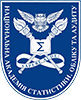 НАЦІОНАЛЬНА АКАДЕМІЯ СТАТИСТИКИ, ОБЛІКУ ТА АУДИТУ
Σ